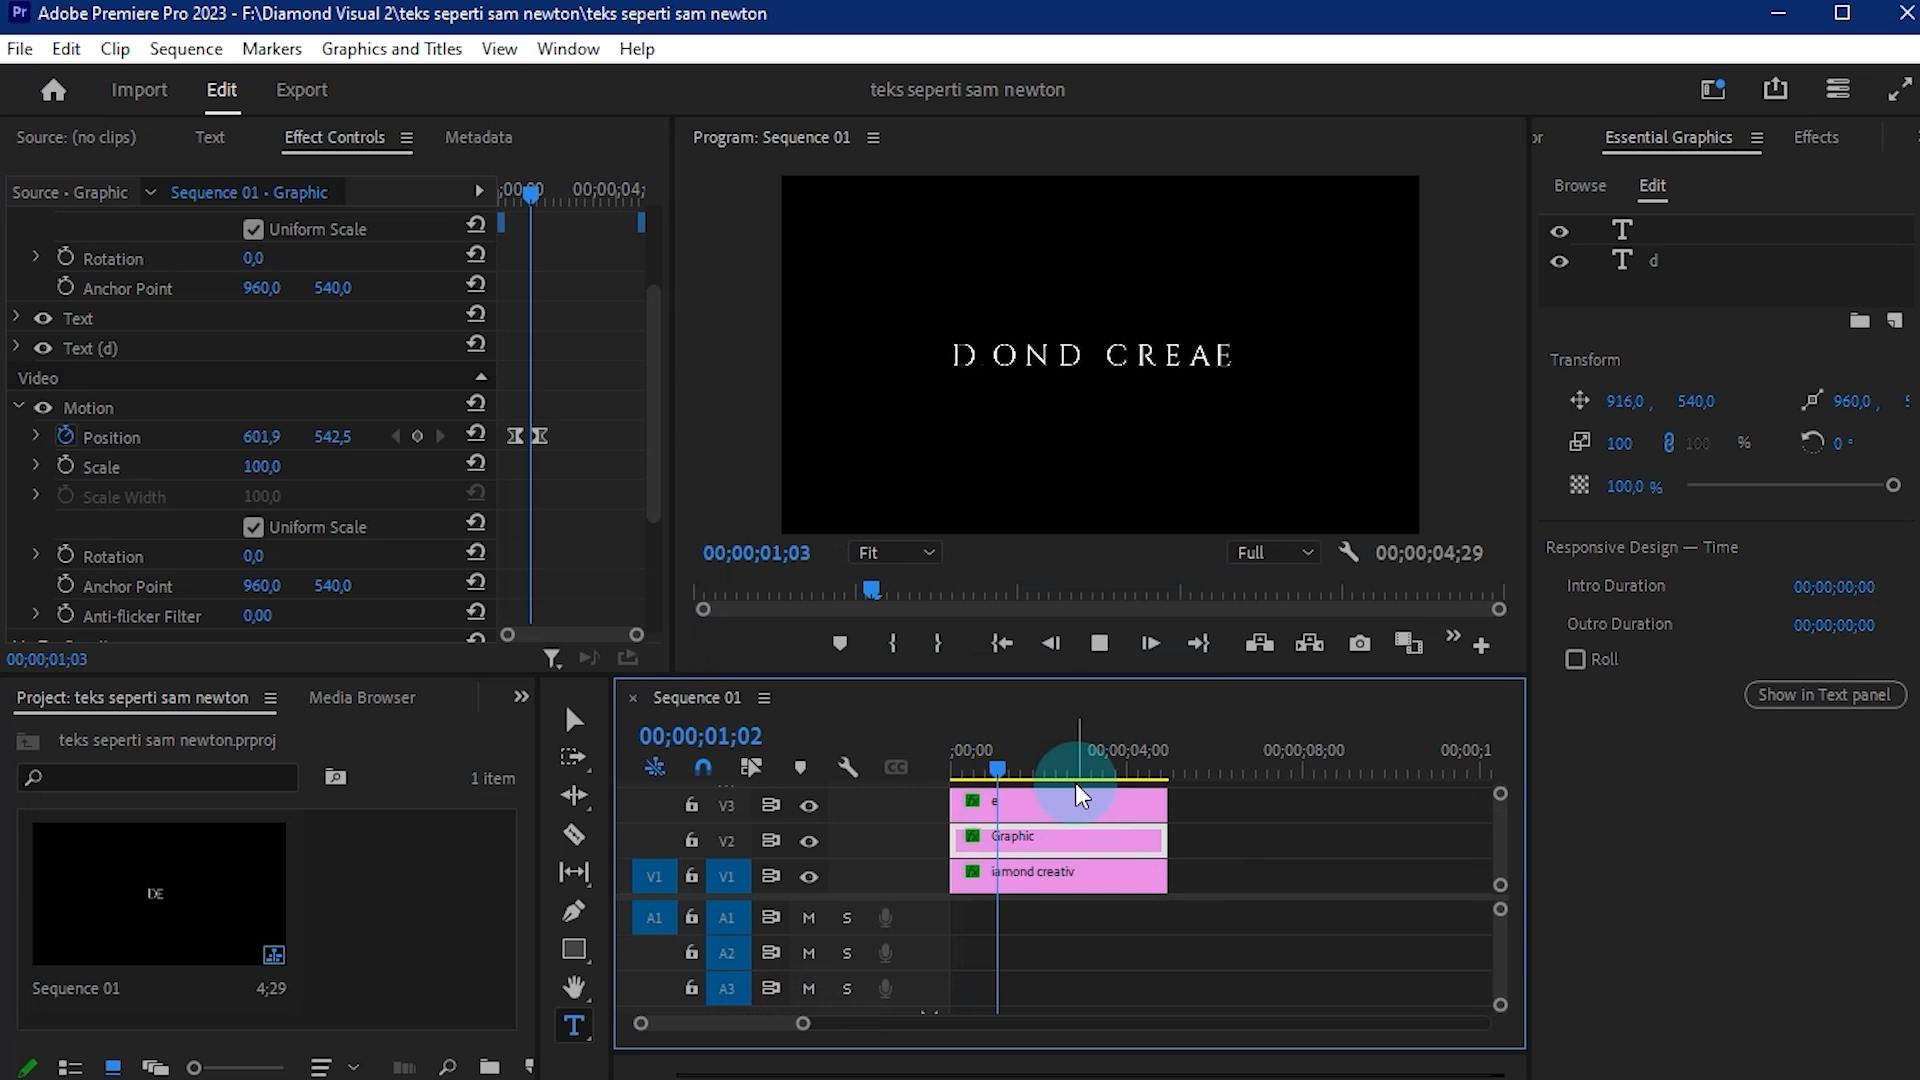 Pr Adobe Premiere Pro 2023 - F:\Diamond Visual 2\teks seperti sam newton\teks seperti sam newton
File Edit Clip Sequence Markers Graphics and Titles View Window Help
Import Edit Export teks seperti sam newton
Source: (no clips) Text Effect Controls Metadata
Program: Sequence 01
Essential Graphics Effects
Source • Graphic Sequence 01 • Graphic
00;00;04;
Browse Edit
Uniform Scale
Rotation 0,0
Anchor Point 960,0 540,0
Text
Text (d)
Video
Motion
Position 601,9 542,5
Scale 100,0
Scale Width 100,0
Uniform Scale
Rotation 0,0
Anchor Point 960,0 540,0
Anti-flicker Filter 0,00
00;00;01;03
D OND CREAE
00;00;01;03 Fit Full 00;00;04;29
T
T d
Transform
916,0 , 540,0 960,0 ,
100 100 % 0 °
100,0 %
Responsive Design — Time
Intro Duration 00;00;00;00
Outro Duration 00;00;00;00
Roll
Show in Text panel
Project: teks seperti sam newton Media Browser
teks seperti sam newton.prproj
1 item
DE
Sequence 01 4;29
× Sequence 01
00;00;01;02
;00;00 00;00;04;00 00;00;08;00 00;00;1
CC
V3 e
V2 Graphic
V1 V1 iamond creativ
A1 A1 M S
A2 M S
A3 M S
T